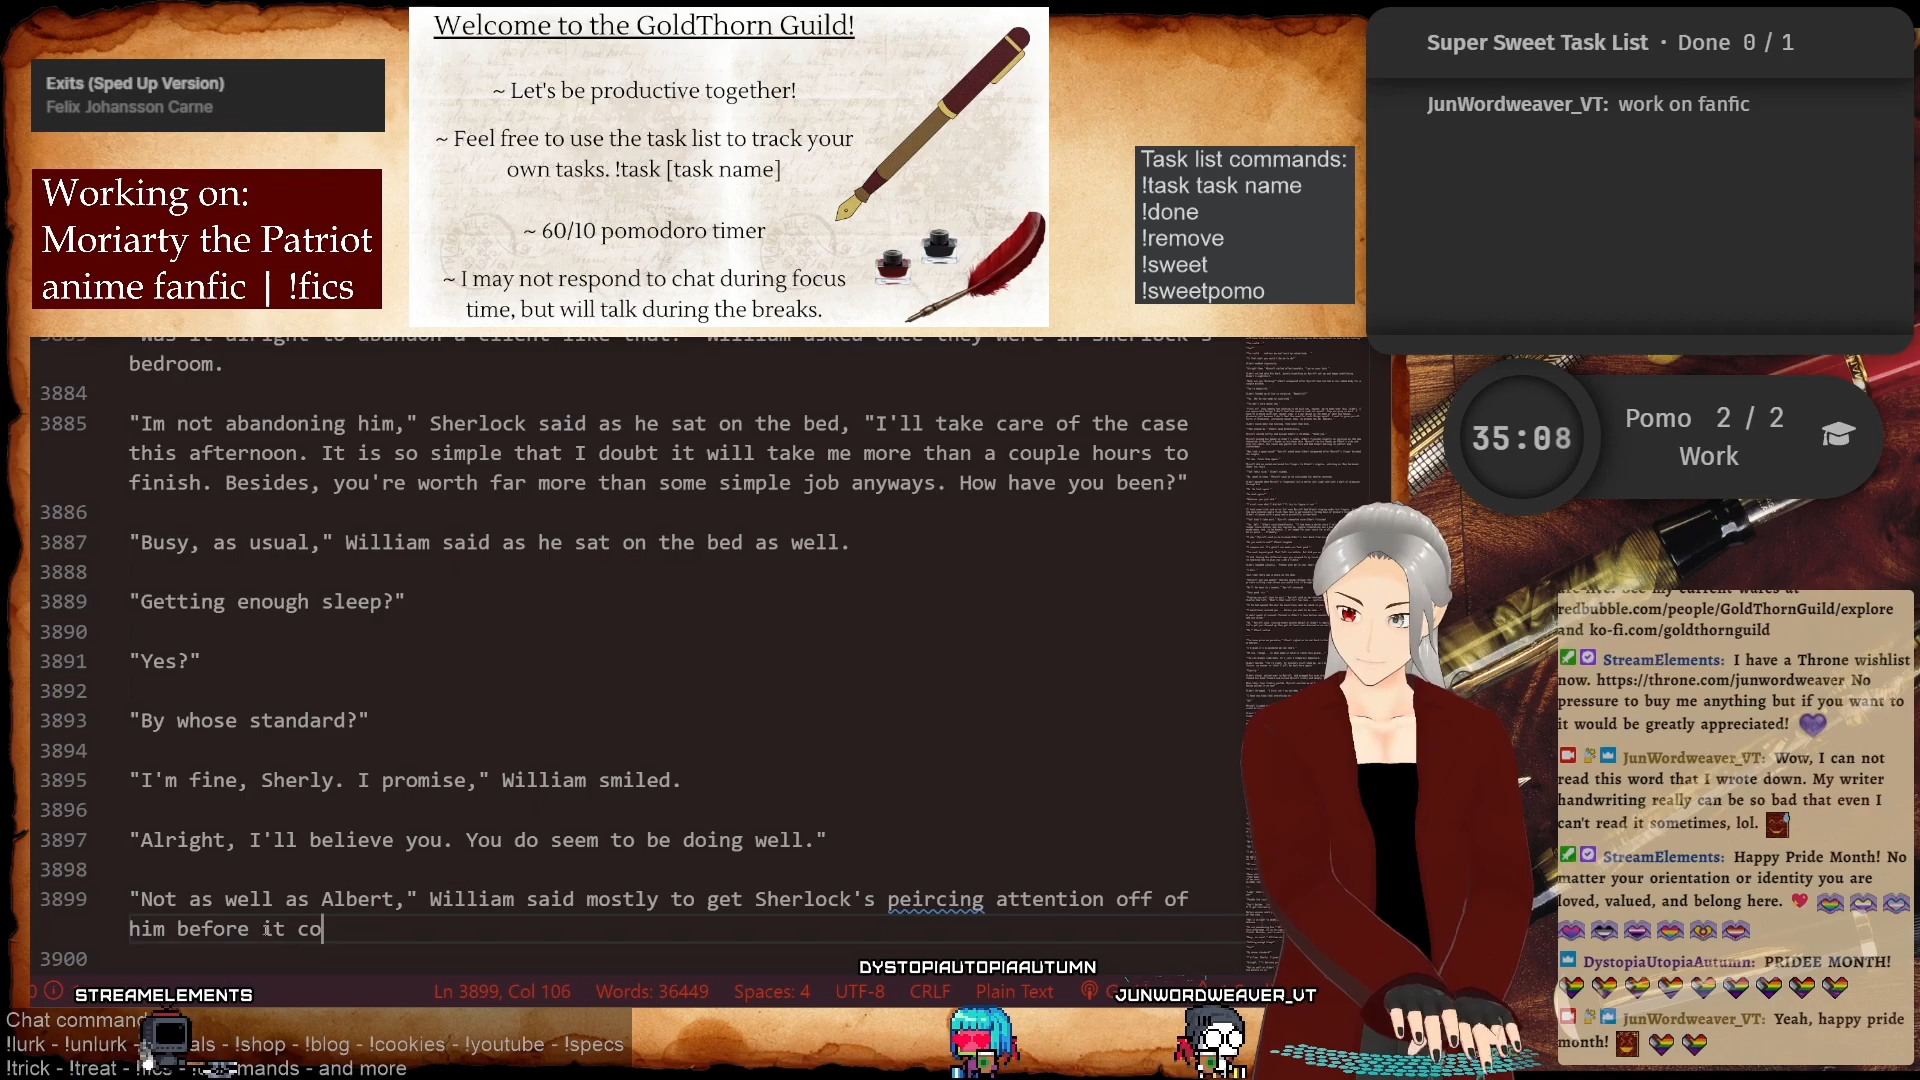 Exits (Sped Up Version)
Felix Johansson Carne
Working on:
Moriarty the Patriot
anime fanfic | !fics
Welcome to the GoldThorn Guild!
~ Let's be productive together!
~ Feel free to use the task list to track your
own tasks. !task [task name]
~ 60/10 pomodoro timer
~ I may not respond to chat during focus
time, but will talk during the breaks.
Task list commands:
!task task name
!done
!remove
!sweet
!sweetpomo
Super Sweet Task List · Done 0 / 1
JunWordweaver_VT: work on fanfic
35:08
Pomo 2 / 2
Work
bedroom.
3884
3885 "Im not abandoning him," Sherlock said as he sat on the bed, "I'll take care of the case
this afternoon. It is so simple that I doubt it will take me more than a couple hours to
finish. Besides, you're worth far more than some simple job anyways. How have you been?"
3886
3887 "Busy, as usual," William said as he sat on the bed as well.
3888
3889 "Getting enough sleep?"
3890
3891 "Yes?"
3892
3893 "By whose standard?"
3894
3895 "I'm fine, Sherly. I promise," William smiled.
3896
3897 "Alright, I'll believe you. You do seem to be doing well."
3898
3899 "Not as well as Albert," William said mostly to get Sherlock's peircing attention off of
him before it co
3900
Ln 3899, Col 106 Words: 36449 Spaces: 4 UTF-8 CRLF Plain Text
redbubble.com/people/GoldThornGuild/explore
and ko-fi.com/goldthornguild
StreamElements: I have a Throne wishlist
now. https://throne.com/junwordweaver No
pressure to buy me anything but if you want to
it would be greatly appreciated!
JunWordweaver_VT: Wow, I can not
read this word that I wrote down. My writer
handwriting really can be so bad that even I
can't read it sometimes, lol.
StreamElements: Happy Pride Month! No
matter your orientation or identity you are
loved, valued, and belong here.
DystopiaUtopiaAutumn: PRIDEE MONTH!
JunWordweaver_VT: Yeah, happy pride
month!
STREAMELEMENTS
DYSTOPIAUTOPIAAUTUMN
JUNWORDWEAVER_VT
Chat command
!lurk - !unlurk - - !shop - !blog - !cookies - !youtube - !specs
!trick - !treat - - and more